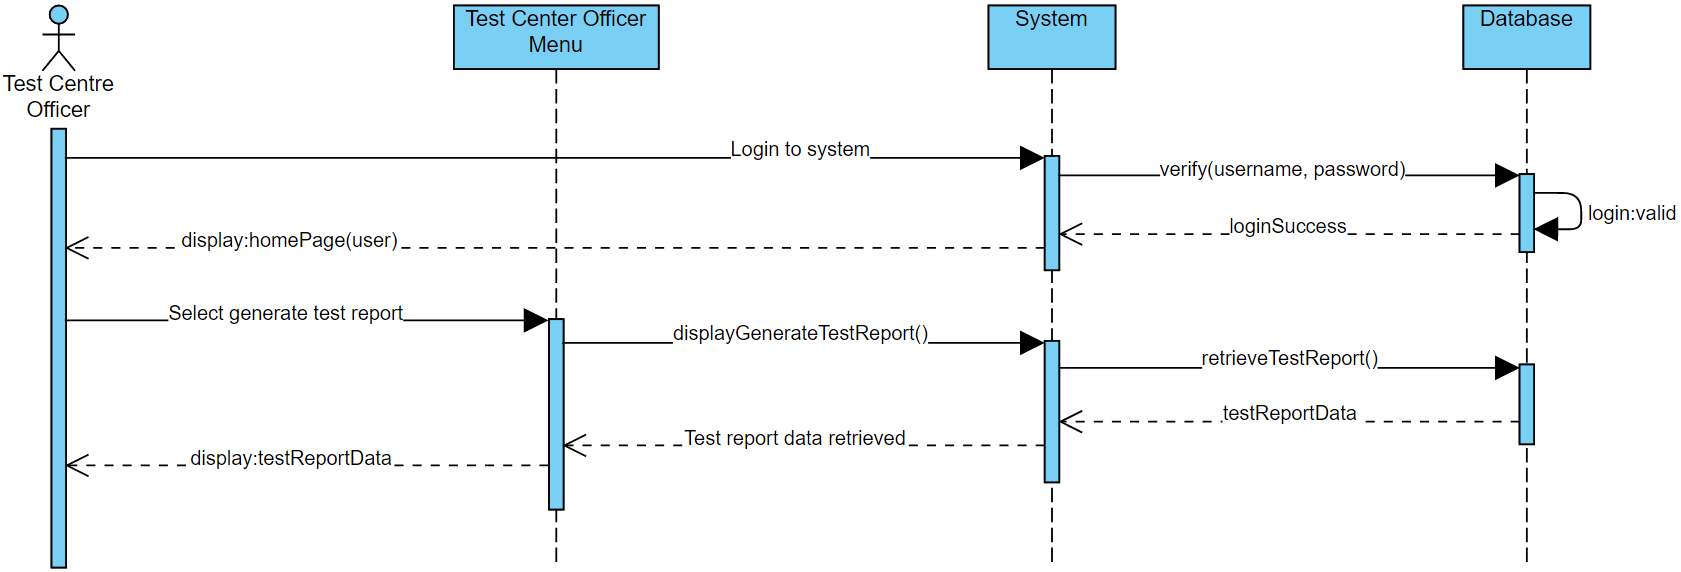 Test Centre
Officer
Test Center Officer
Menu
System
Database
Login to system
verify(username, password)
login:valid
loginSuccess
display:homePage(user)
Select generate test report
displayGenerateTestReport()
retrieveTestReport()
testReportData
Test report data retrieved
display:testReportData